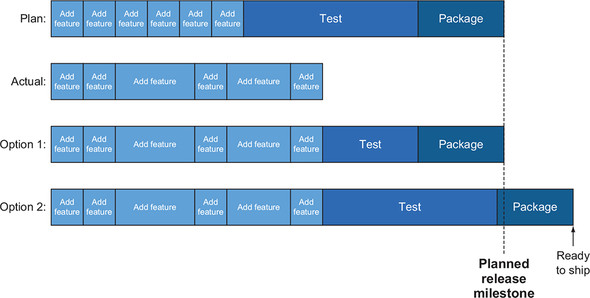 Plan:
Add feature Add feature Add feature Add feature Add feature Add feature Test Package
Actual:
Add feature Add feature Add feature Add feature Add feature Add feature
Option 1:
Add feature Add feature Add feature Add feature Add feature Add feature Test Package
Option 2:
Add feature Add feature Add feature Add feature Add feature Add feature Test Package
Planned
release
milestone
Ready
to ship